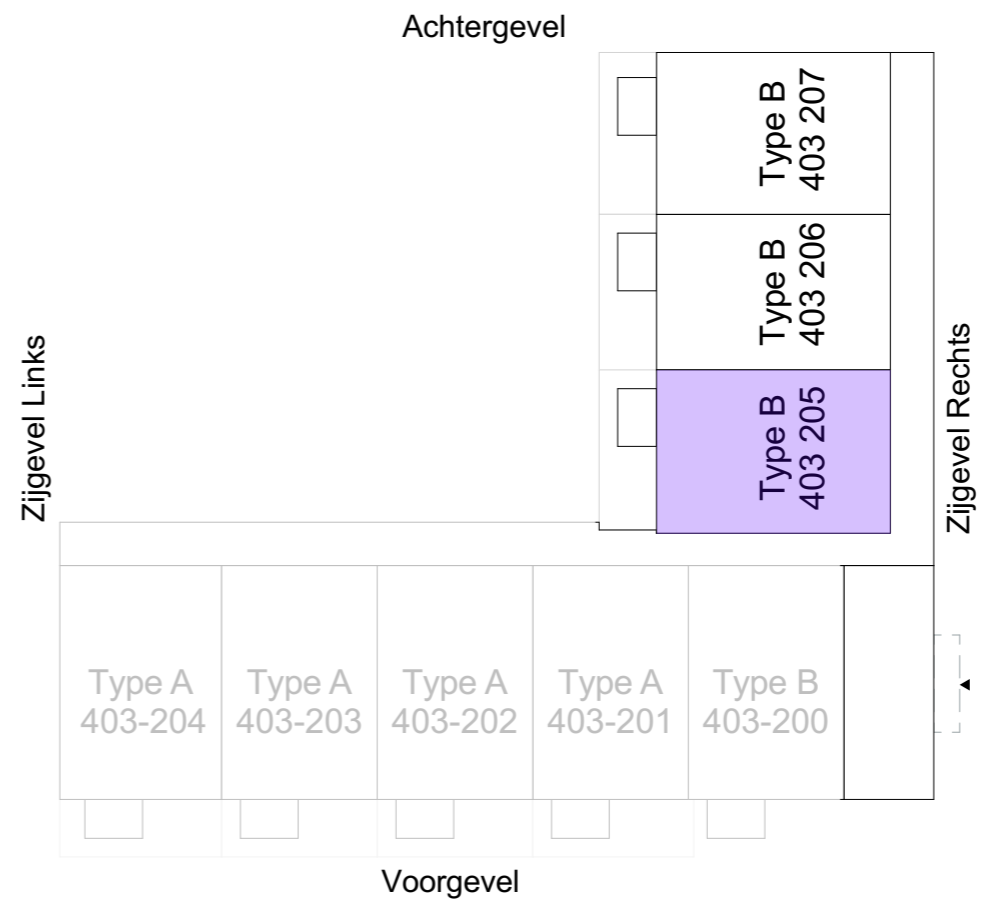 Achtergevel
Type B
403 207
Type B
403 206
Type B
403 205
Zijgevel Links
Zijgevel Rechts
Type A
403-204
Type A
403-203
Type A
403-202
Type A
403-201
Type B
403-200
Voorgevel